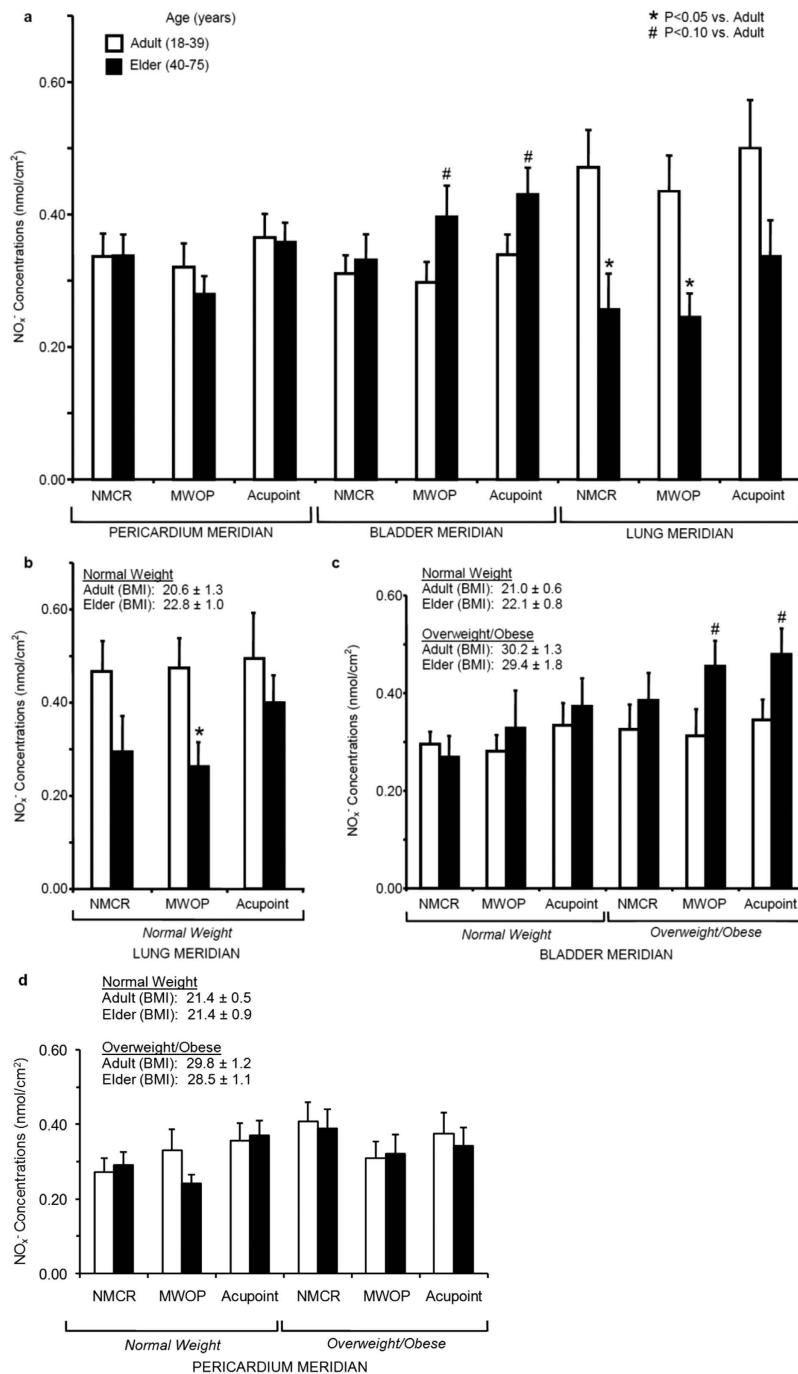 a
Age (years)
Adult (18-39)
Elder (40-75)
* P<0.05 vs. Adult
# P<0.10 vs. Adult
NOx- Concentrations (nmol/cm2)
0.60
0.40
0.20
0.00
#
#
*
*
NMCR MWOP Acupoint NMCR MWOP Acupoint NMCR MWOP Acupoint
PERICARDIUM MERIDIAN BLADDER MERIDIAN LUNG MERIDIAN
b
Normal Weight
Adult (BMI): 20.6 ± 1.3
Elder (BMI): 22.8 ± 1.0
NOx- Concentrations (nmol/cm2)
0.60
0.40
0.20
0.00
*
NMCR MWOP Acupoint
Normal Weight
LUNG MERIDIAN
c
Normal Weight
Adult (BMI): 21.0 ± 0.6
Elder (BMI): 22.1 ± 0.8
Overweight/Obese
Adult (BMI): 30.2 ± 1.3
Elder (BMI): 29.4 ± 1.8
NOx- Concentrations (nmol/cm2)
0.60
0.40
0.20
0.00
#
#
NMCR MWOP Acupoint NMCR MWOP Acupoint
Normal Weight Overweight/Obese
BLADDER MERIDIAN
d
Normal Weight
Adult (BMI): 21.4 ± 0.5
Elder (BMI): 21.4 ± 0.9
Overweight/Obese
Adult (BMI): 29.8 ± 1.2
Elder (BMI): 28.5 ± 1.1
NOx- Concentrations (nmol/cm2)
0.60
0.40
0.20
0.00
NMCR MWOP Acupoint NMCR MWOP Acupoint
Normal Weight Overweight/Obese
PERICARDIUM MERIDIAN